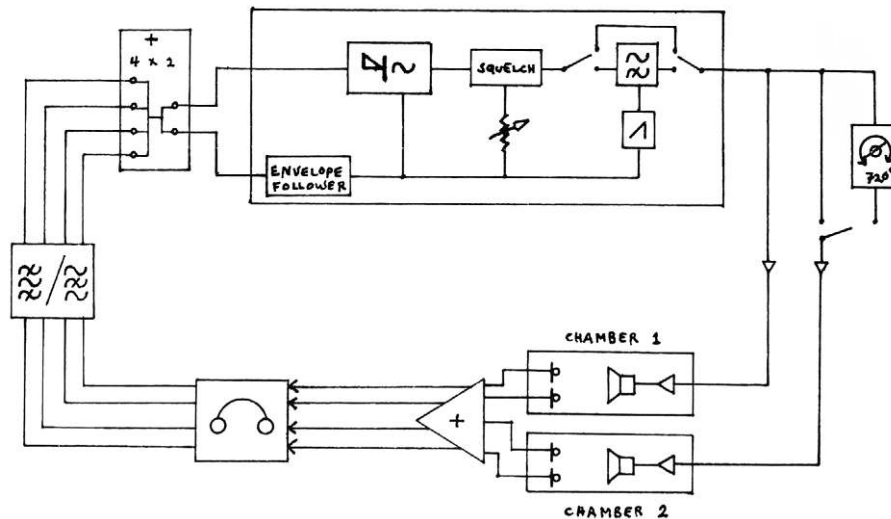 +
4 x 2
SQUELCH
ENVELOPE
FOLLOWER
720°
CHAMBER 1
+
CHAMBER 2